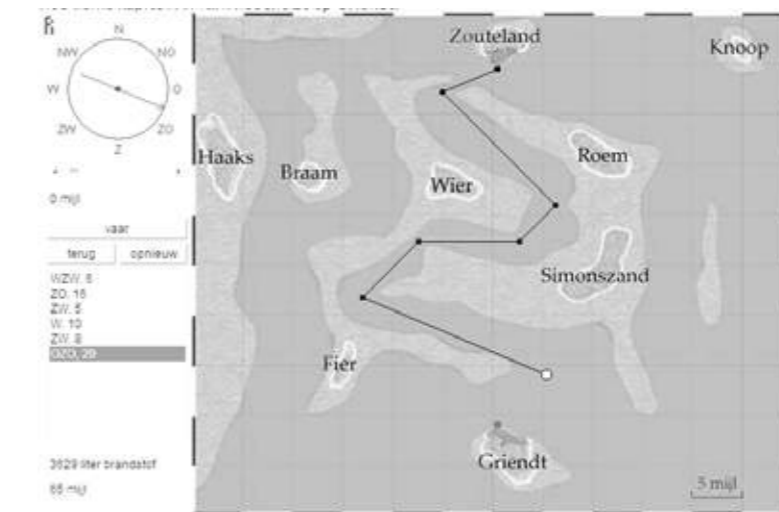 N
NW
NO
W
O
ZW
ZO
Z
0 mijl
vaar
terug
opnieuw
WZW, 6
ZO, 16
ZW, 5
W, 10
ZW, 8
OZO, 20
3629 liter brandstof
65 mijl
Zouteland
Knoop
Haaks
Braam
Wier
Roem
Simonszand
Fier
Griendt
5 mijl